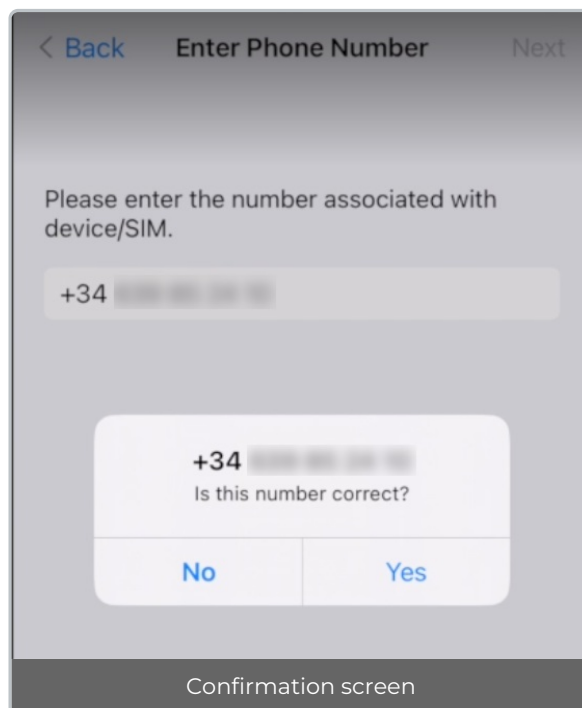 Back Enter Phone Number Next
Please enter the number associated with
device/SIM.
+34
+34
Is this number correct?
No Yes
Confirmation screen